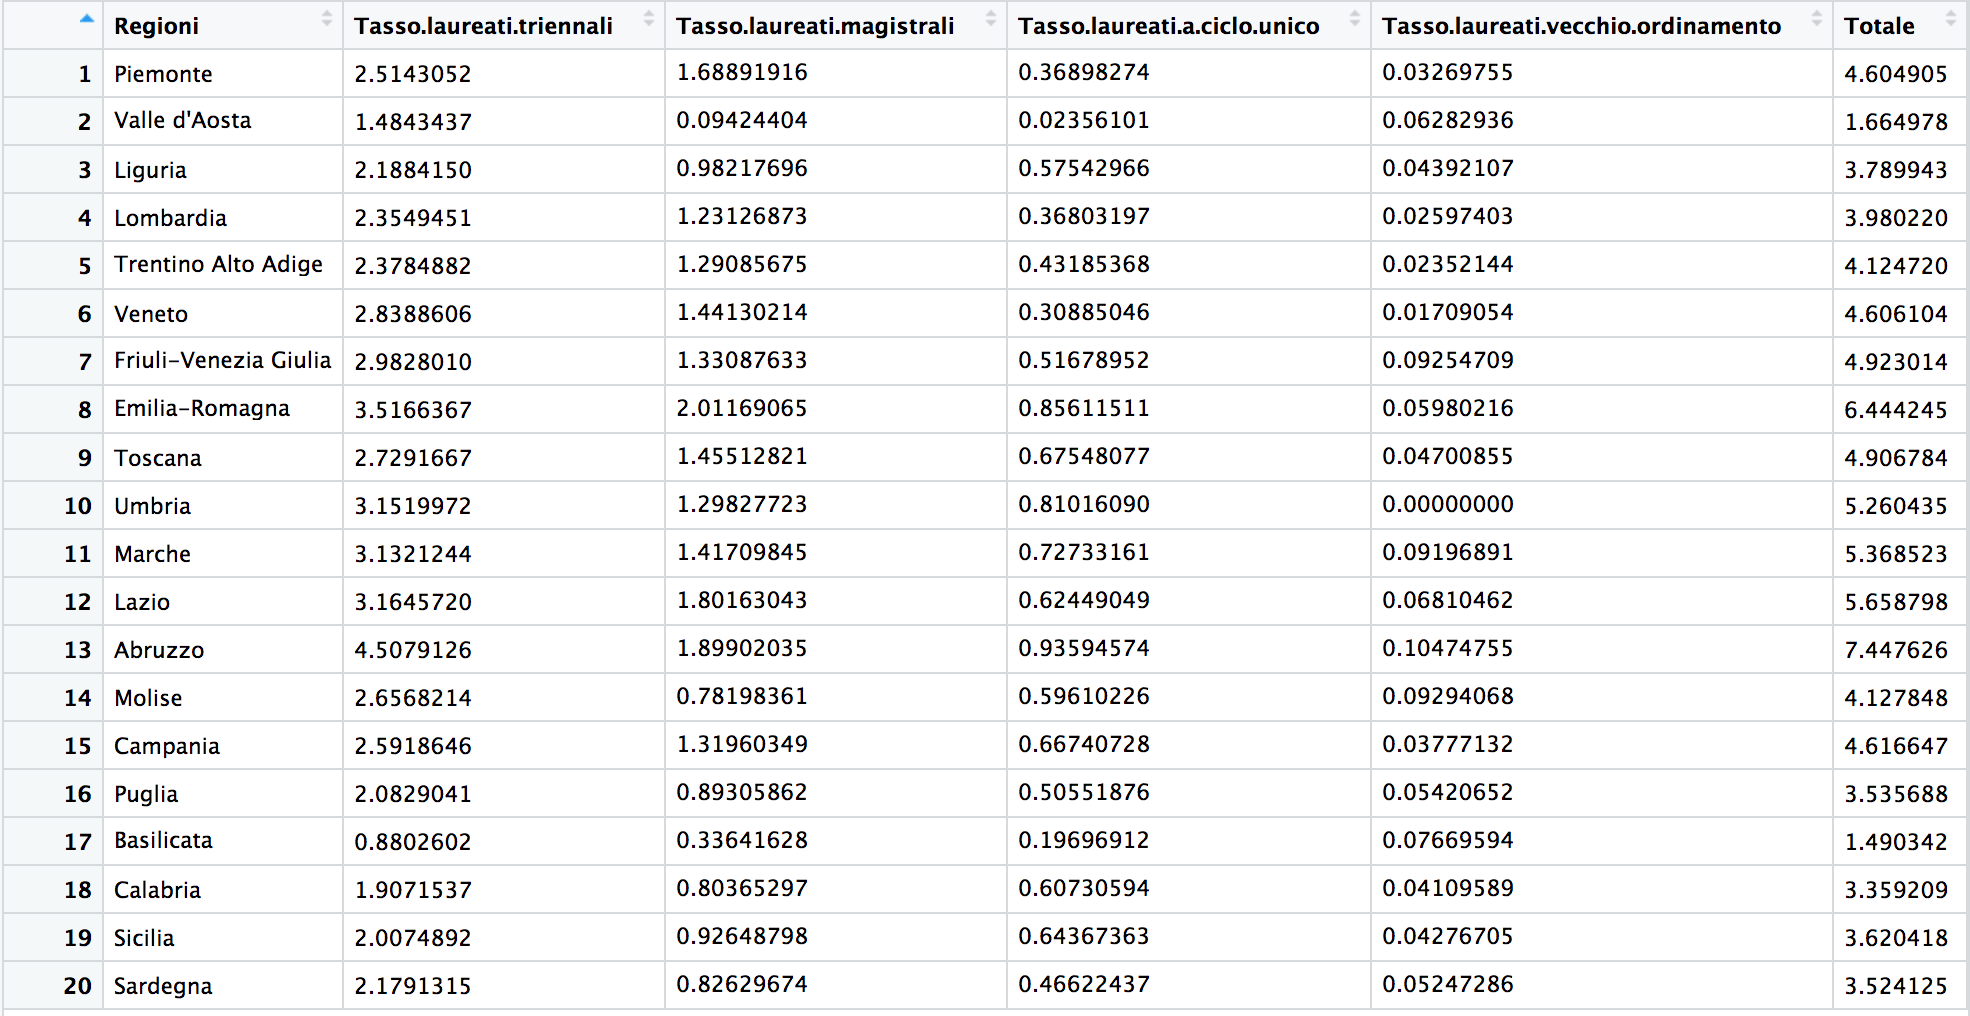 Regioni Tasso.laureati.triennali Tasso.laureati.magistrali Tasso.laureati.a.ciclo.unico Tasso.laureati.vecchio.ordinamento Totale
1 Piemonte 2.5143052 1.68891916 0.36898274 0.03269755 4.604905
2 Valle d'Aosta 1.4843437 0.09424404 0.02356101 0.06282936 1.664978
3 Liguria 2.1884150 0.98217696 0.57542966 0.04392107 3.789943
4 Lombardia 2.3549451 1.23126873 0.36803197 0.02597403 3.980220
5 Trentino Alto Adige 2.3784882 1.29085675 0.43185368 0.02352144 4.124720
6 Veneto 2.8388606 1.44130214 0.30885046 0.01709054 4.606104
7 Friuli-Venezia Giulia 2.9828010 1.33087633 0.51678952 0.09254709 4.923014
8 Emilia-Romagna 3.5166367 2.01169065 0.85611511 0.05980216 6.444245
9 Toscana 2.7291667 1.45512821 0.67548077 0.04700855 4.906784
10 Umbria 3.1519972 1.29827723 0.81016090 0.00000000 5.260435
11 Marche 3.1321244 1.41709845 0.72733161 0.09196891 5.368523
12 Lazio 3.1645720 1.80163043 0.62449049 0.06810462 5.658798
13 Abruzzo 4.5079126 1.89902035 0.93594574 0.10474755 7.447626
14 Molise 2.6568214 0.78198361 0.59610226 0.09294068 4.127848
15 Campania 2.5918646 1.31960349 0.66740728 0.03777132 4.616647
16 Puglia 2.0829041 0.89305862 0.50551876 0.05420652 3.535688
17 Basilicata 0.8802602 0.33641628 0.19696912 0.07669594 1.490342
18 Calabria 1.9071537 0.80365297 0.60730594 0.04109589 3.359209
19 Sicilia 2.0074892 0.92648798 0.64367363 0.04276705 3.620418
20 Sardegna 2.1791315 0.82629674 0.46622437 0.05247286 3.524125